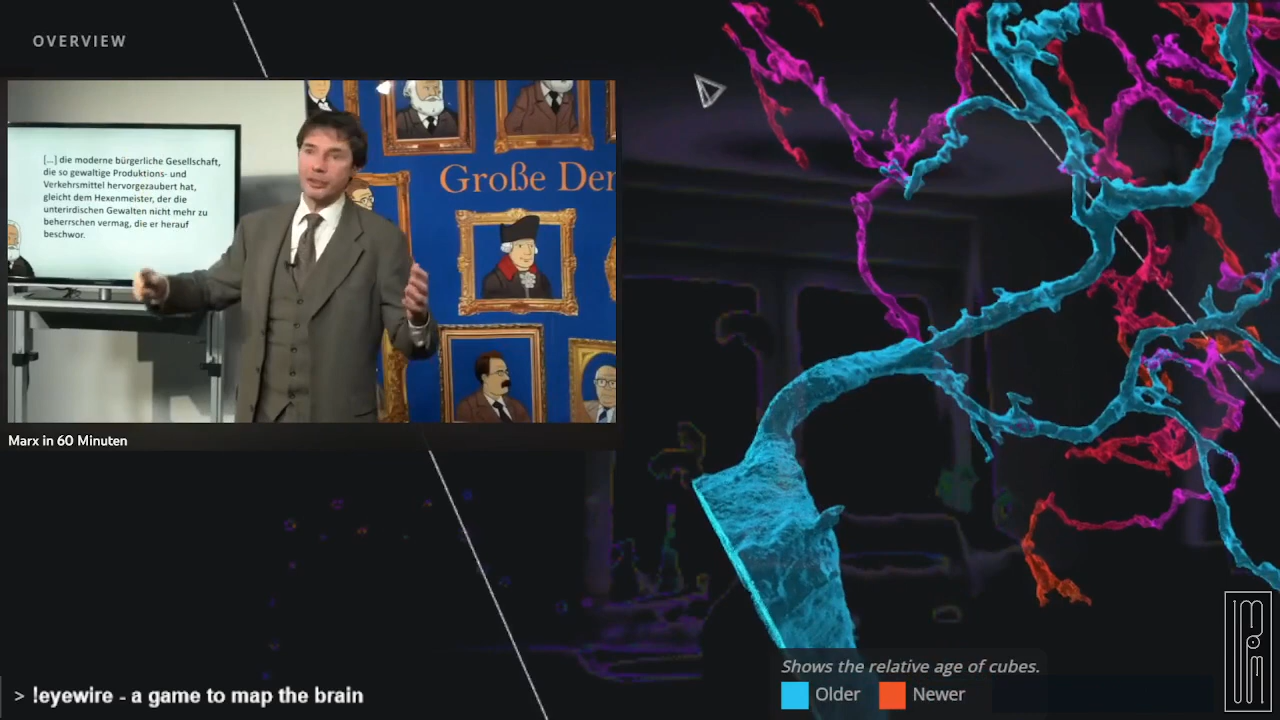 OVERVIEW
[...] die moderne bürgerliche Gesellschaft,
die so gewaltige Produktions- und
Verkehrsmittel hervorgezaubert hat,
gleicht dem Hexenmeister, der die
unterirdischen Gewalten nicht mehr zu
beherrschen vermag, die er herauf
beschwor.
Große Der
Marx in 60 Minuten
> !eyewire - a game to map the brain
Shows the relative age of cubes.
Older
Newer